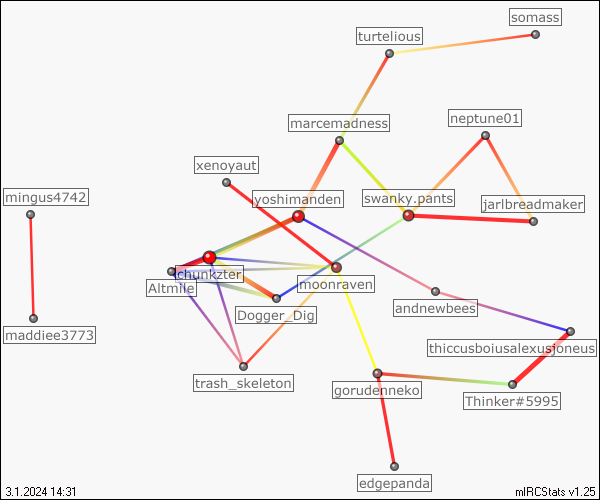 somass
turtelious
marcemadness
neptune01
xenoyaut
mingus4742
yoshimanden
swanky.pants
jarlbreadmaker
chunkzter
Altmile
moonraven
andnewbees
Dogger_Dig
maddiee3773
thiccusboiusalexusjoneus
trash_skeleton
gorudenneko
Thinker#5995
edgepanda
3.1.2024 14:31
mIRCStats v1.25